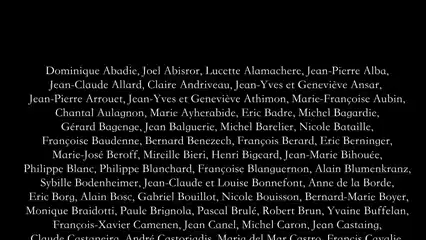 Dominique Abadie, Joel Abisror, Lucette Alamachere, Jean-Pierre Alba,
Jean-Claude Allard, Claire Andriveau, Jean-Yves et Geneviève Ansar,
Jean-Pierre Arrouet, Jean-Yves et Geneviève Athimon, Marie-Françoise Aubin,
Chantal Aulagnon, Marie Ayherabide, Eric Badre, Michel Bagardie,
Gérard Bagenge, Jean Balguerie, Michel Barclier, Nicole Bataille,
Françoise Baudenne, Bernard Benezech, François Berard, Eric Berninger,
Marie-José Beroff, Mircille Bieri, Henri Bigeard, Jean-Marie Bihouée,
Philippe Blanc, Philippe Blanchard, Françoise Blanguernon, Alain Blumenkranz,
Sybille Bodenheimer, Jean-Claude et Louise Bonnefont, Anne de la Borde,
Eric Borg, Alain Bosc, Gabriel Bouillot, Nicole Bouisson, Bernard-Marie Boyer,
Monique Braidotti, Paule Brignola, Pascal Brulé, Robert Brun, Yvaine Buffelan,
François-Xavier Camenen, Jean Canel, Michel Caron, Jean Castaing,
Claude Castaneira, André Castoriadis, Maria del Mar Castro, Francis Cavalie